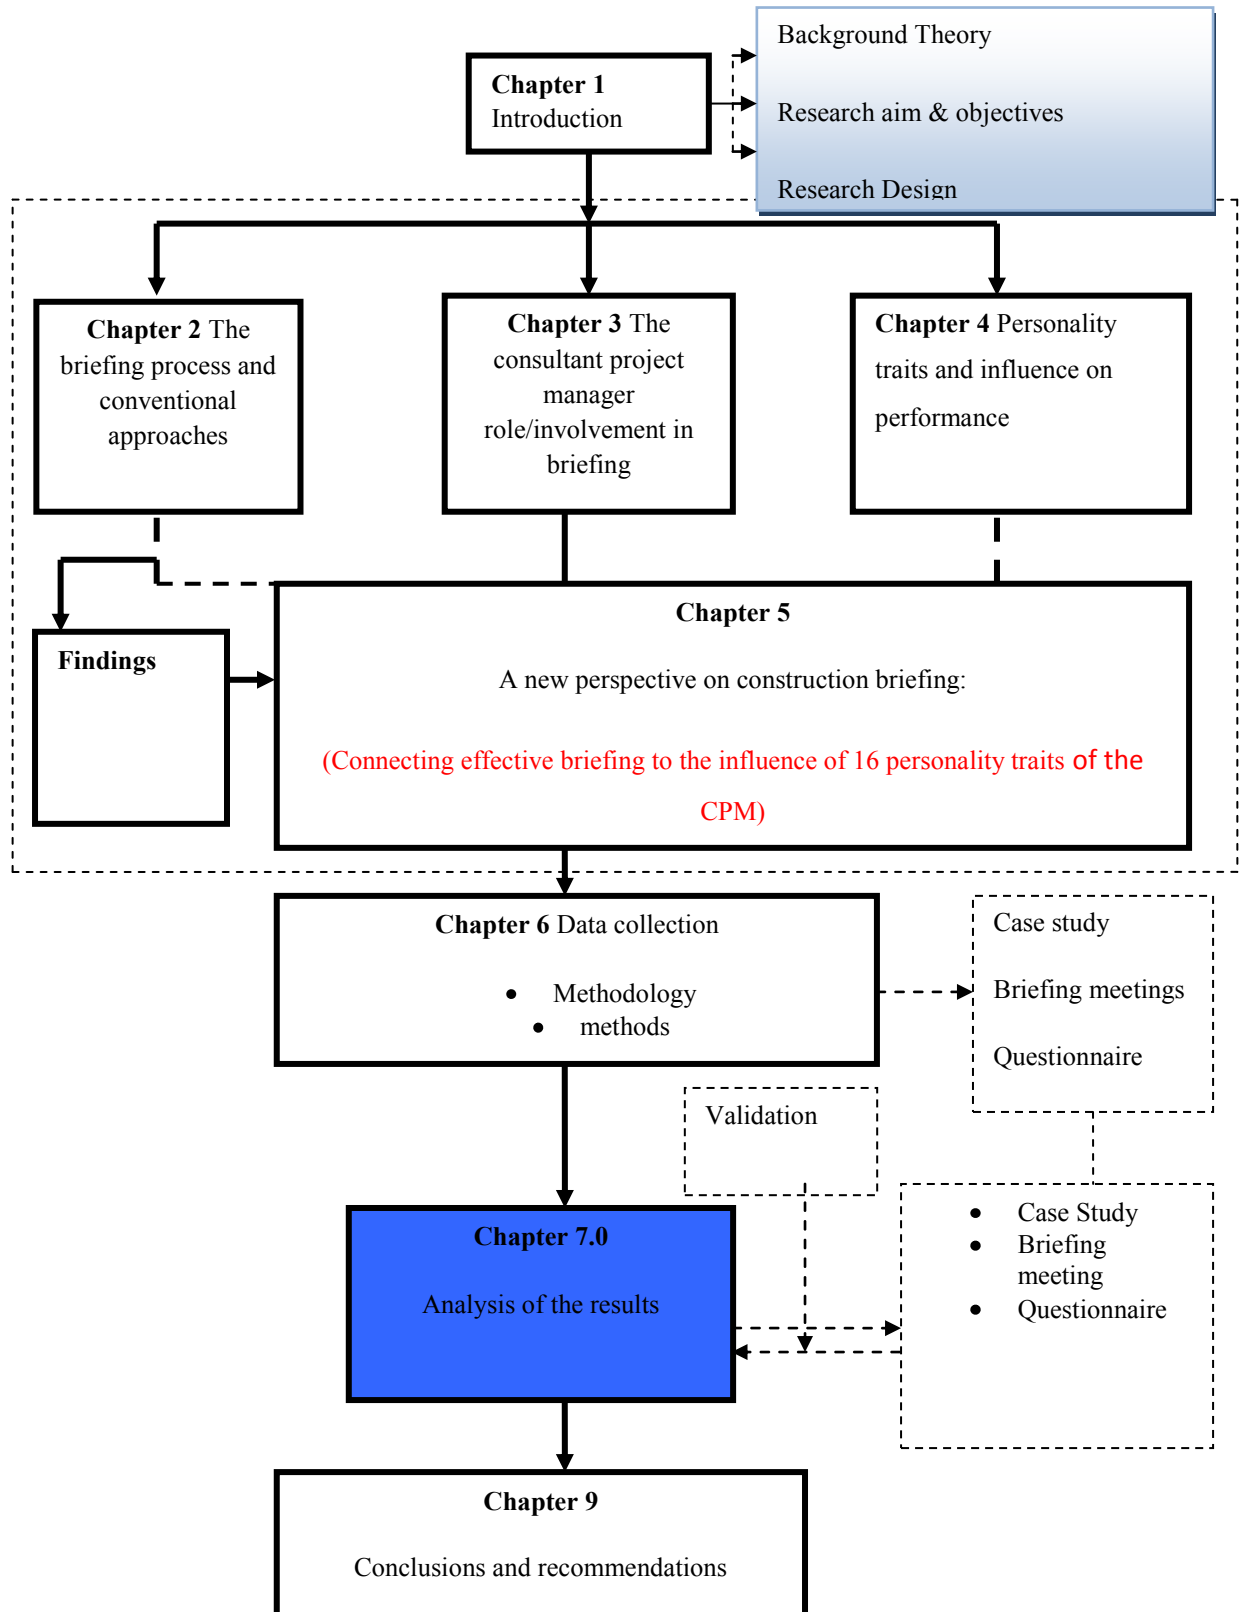 Background Theory
Chapter 1
Introduction
Research aim & objectives
Research Design
Chapter 2 The
briefing process and
conventional
approaches
Chapter 3 The
consultant project
manager
role/involvement in
briefing
Chapter 4 Personality
traits and influence on
performance
Findings
Chapter 5
A new perspective on construction briefing:
(Connecting effective briefing to the influence of 16 personality traits of the
CPM)
Chapter 6 Data collection
• Methodology
• methods
Case study
Briefing meetings
Questionnaire
Validation
Chapter 7.0
Analysis of the results
• Case Study
• Briefing
meeting
• Questionnaire
Chapter 9
Conclusions and recommendations